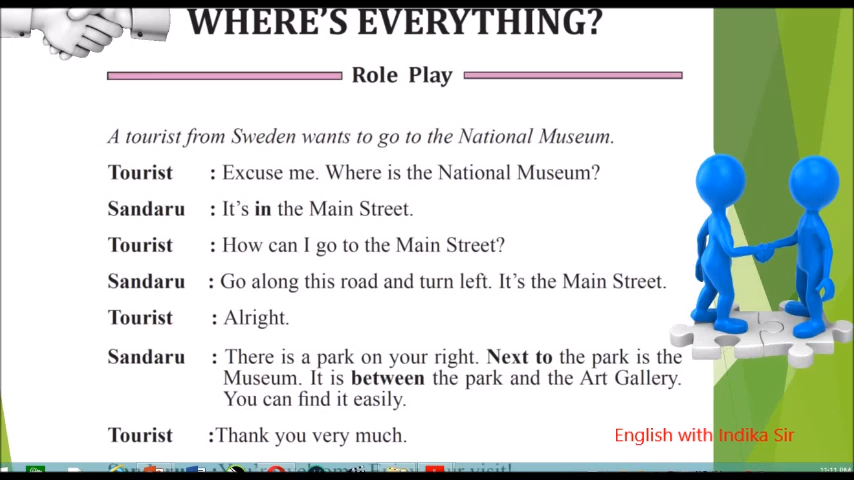 WHERE'S EVERYTHING?
Role Play
A tourist from Sweden wants to go to the National Museum.
Tourist : Excuse me. Where is the National Museum?
Sandaru : It's in the Main Street.
Tourist : How can I go to the Main Street?
Sandaru : Go along this road and turn left. It's the Main Street.
Tourist : Alright.
Sandaru : There is a park on your right. Next to the park is the
Museum. It is between the park and the Art Gallery.
You can find it easily.
Tourist :Thank you very much.
English with Indika Sir
11:11 PM